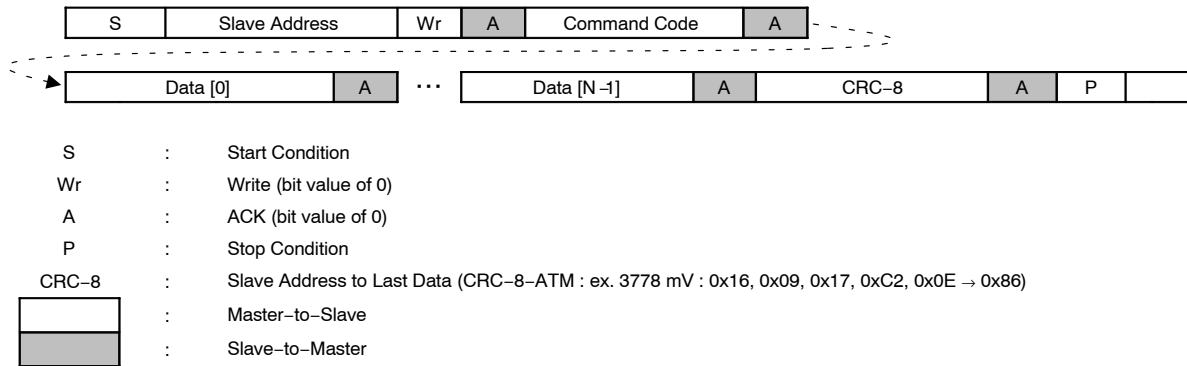 S Slave Address Wr A Command Code A
Data [0] A ··· Data [N−1] A CRC−8 A P
S : Start Condition
Wr : Write (bit value of 0)
A : ACK (bit value of 0)
P : Stop Condition
CRC−8 : Slave Address to Last Data (CRC−8−ATM : ex. 3778 mV : 0x16, 0x09, 0x17, 0xC2, 0x0E → 0x86)
: Master−to−Slave
: Slave−to−Master